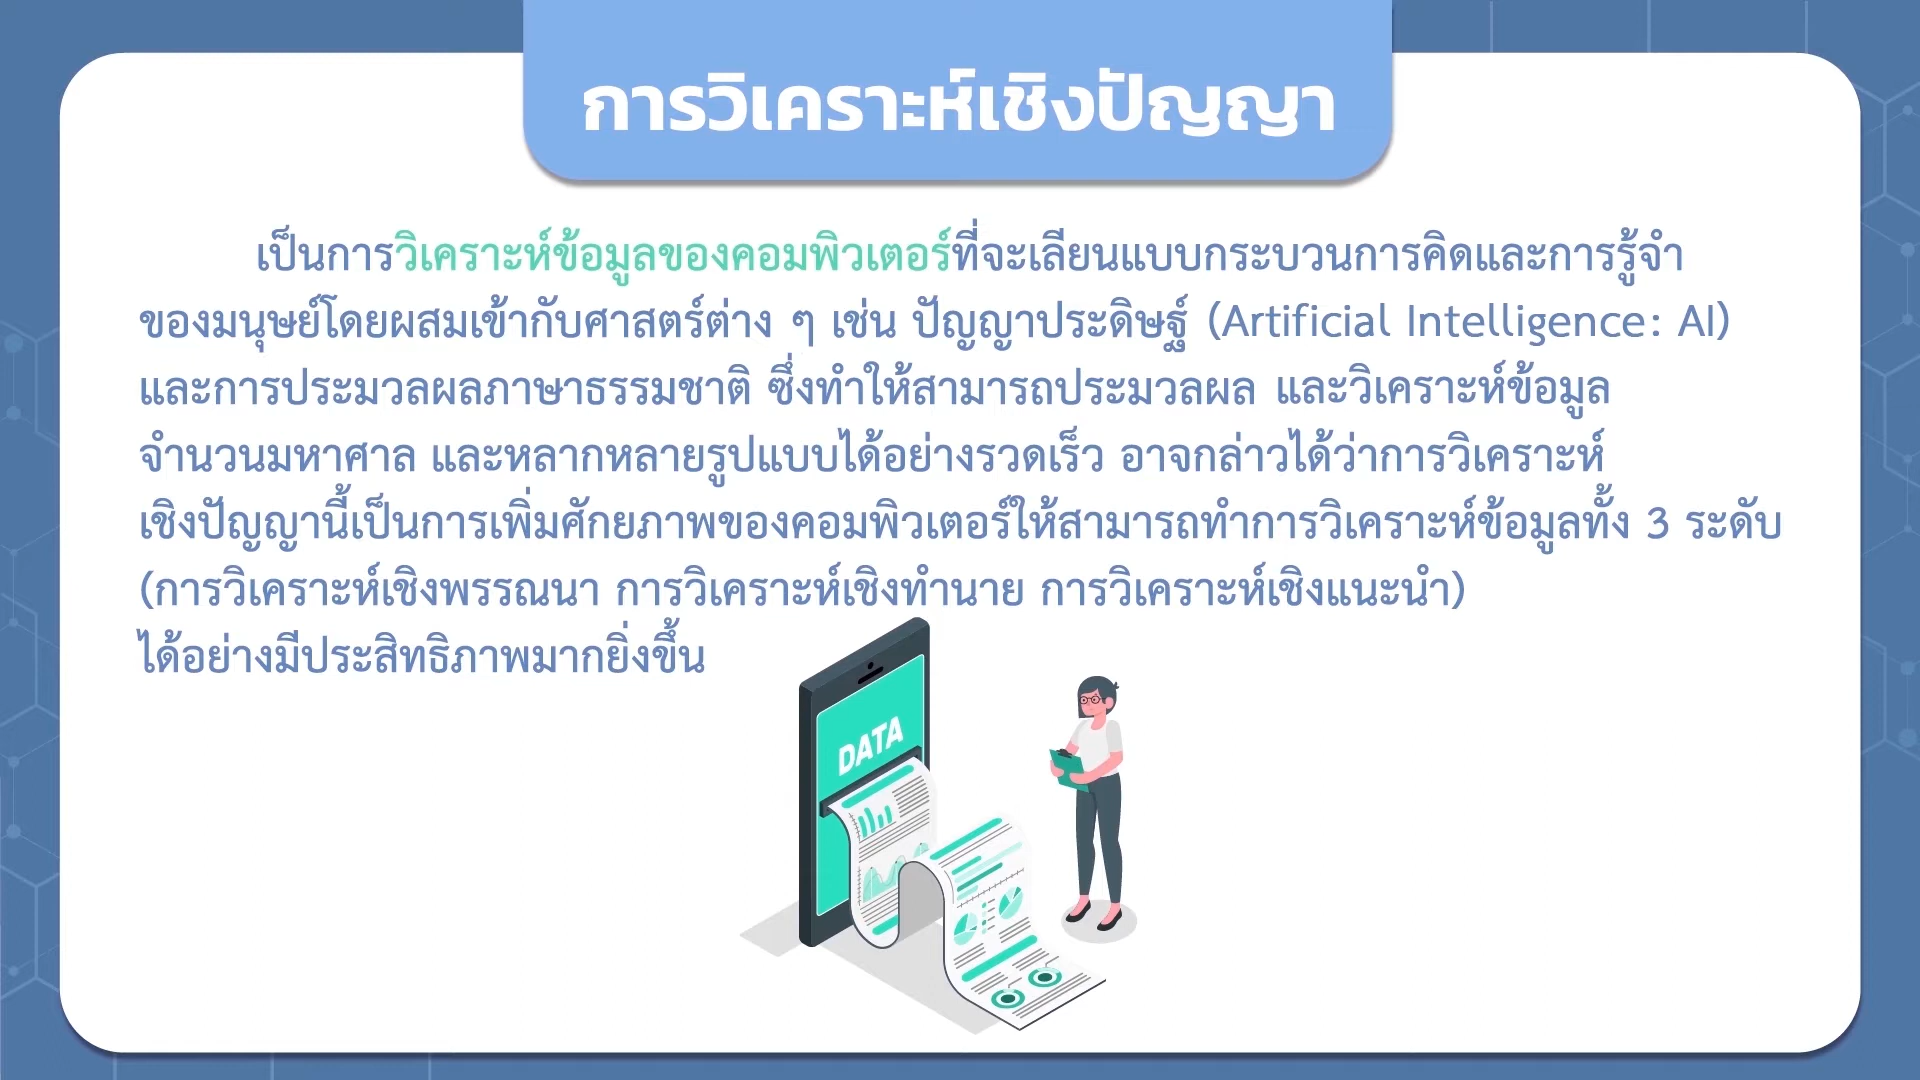 การวิเคราะห์เชิงปัญญา
เป็นการวิเคราะห์ข้อมูลของคอมพิวเตอร์ที่จะเลียนแบบกระบวนการคิดและการรู้จำ
ของมนุษย์โดยผสมเข้ากับศาสตร์ต่าง ๆ เช่น ปัญญาประดิษฐ์ (Artificial Intelligence: AI)
และการประมวลผลภาษาธรรมชาติ ซึ่งทำให้สามารถประมวลผล และวิเคราะห์ข้อมูล
จำนวนมหาศาล และหลากหลายรูปแบบได้อย่างรวดเร็ว อาจกล่าวได้ว่าการวิเคราะห์
เชิงปัญญานี้เป็นการเพิ่มศักยภาพของคอมพิวเตอร์ให้สามารถทำการวิเคราะห์ข้อมูลทั้ง 3 ระดับ
(การวิเคราะห์เชิงพรรณนา การวิเคราะห์เชิงทำนาย การวิเคราะห์เชิงแนะนำ)
ได้อย่างมีประสิทธิภาพมากยิ่งขึ้น
DATA